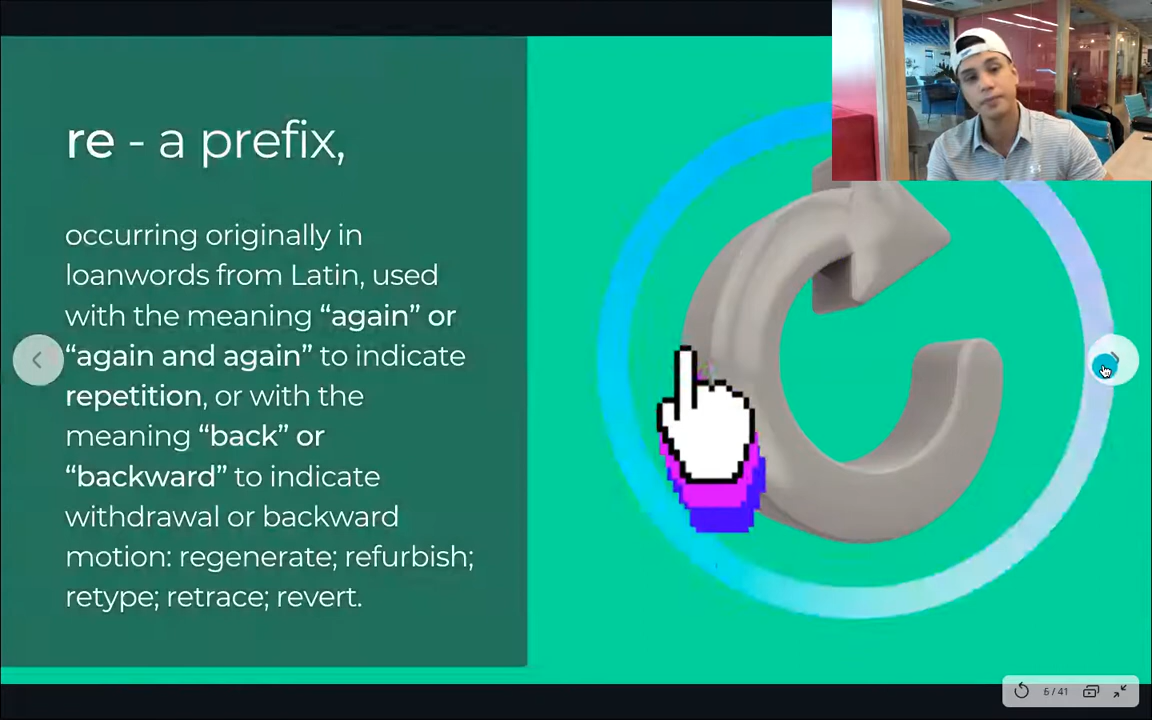 re - a prefix,
occurring originally in
loanwords from Latin, used
with the meaning “again” or
“again and again” to indicate
repetition, or with the
meaning “back” or
“backward” to indicate
withdrawal or backward
motion: regenerate; refurbish;
retype; retrace; revert.
6 / 41